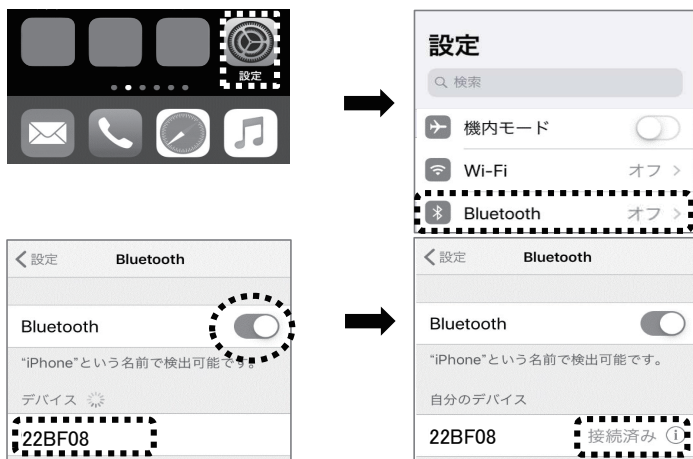 設定
設定
検索
機内モード
Wi-Fi オフ
Bluetooth オフ
設定 Bluetooth
Bluetooth
“iPhone”という名前で検出可能です。
デバイス
22BF08
設定 Bluetooth
Bluetooth
“iPhone”という名前で検出可能です。
自分のデバイス
22BF08 接続済み